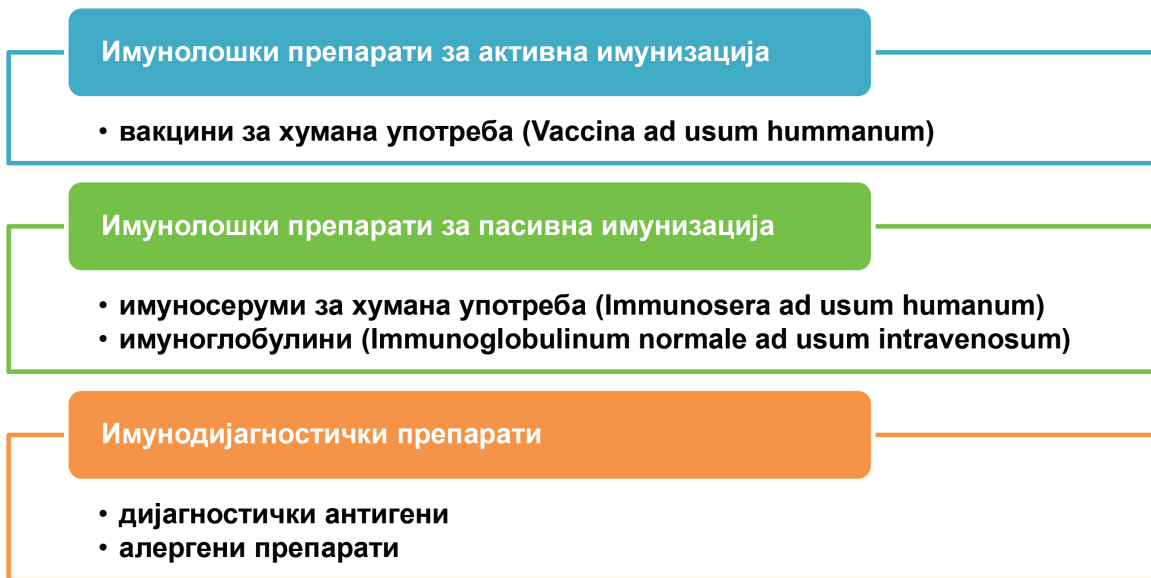 Имунолошки препарати за активна имунизација
• вакцини за хумана употреба (Vaccina ad usum hummanum)
Имунолошки препарати за пасивна имунизација
• имуносеруми за хумана употреба (Immunosera ad usum humanum)
• имуноглобулини (Immunoglobulinum normale ad usum intravenosum)
Имунодијагностички препарати
• дијагностички антигени
• алергени препарати